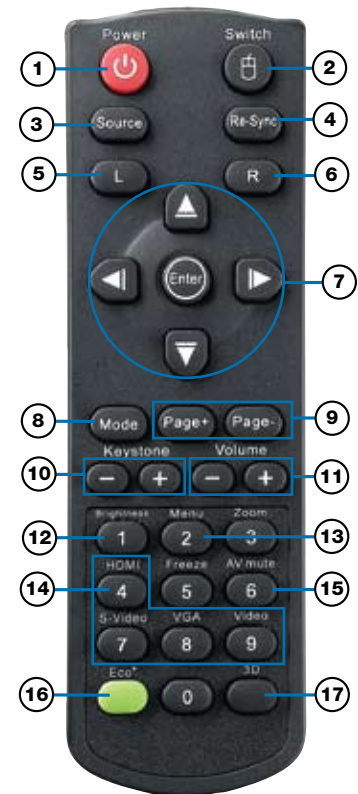 Power Switch
1 2
3 Source Re-Sync 4
5 L R 6
Enter 7
8 Mode Page+ Page- 9
Keystone Volume
10 − + − + 11
Brightness Menu Zoom
12 1 2 3 13
HDMI Freeze AV mute
14 4 5 6 15
S-Video VGA Video
7 8 9
Eco+ 3D
16 0 17